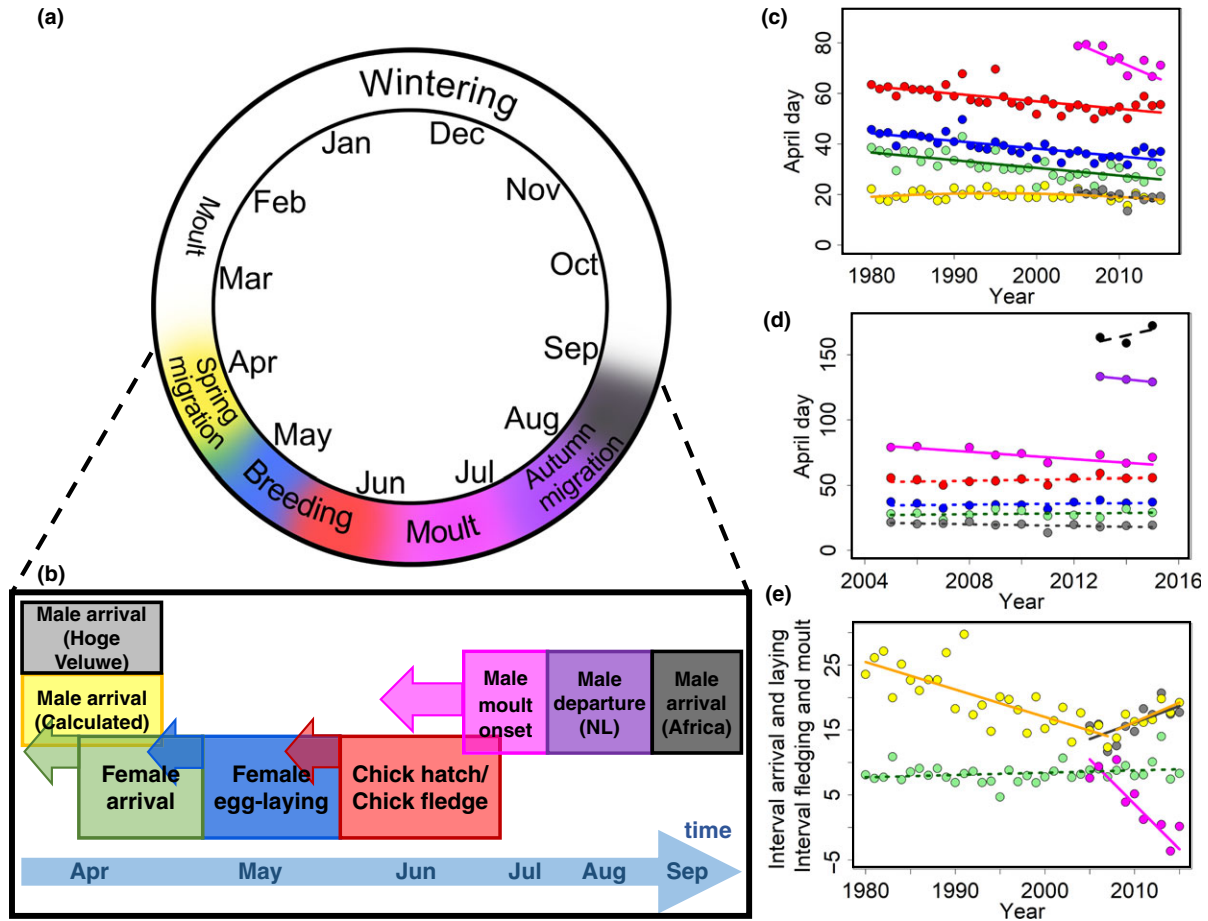 (a)
Wintering
Jan
Dec
Feb
Nov
Moult
Mar
Oct
Apr
Sep
Spring
migration
May
Aug
Autumn
migration
Jun
Jul
Breeding
Moult
(b)
Male arrival
(Hoge
Veluwe)
Male arrival
(Calculated)
Female
arrival
Female
egg-laying
Chick hatch/
Chick fledge
Male
moult
onset
Male
departure
(NL)
Male
arrival
(Africa)
time
Apr
May
Jun
Jul
Aug
Sep
(c)
April day
0
20
40
60
80
1980
1990
2000
2010
Year
(d)
April day
0
50
100
150
2004
2008
2012
2016
Year
(e)
Interval arrival and laying
Interval fledging and moult
−5
5
15
25
1980
1990
2000
2010
Year